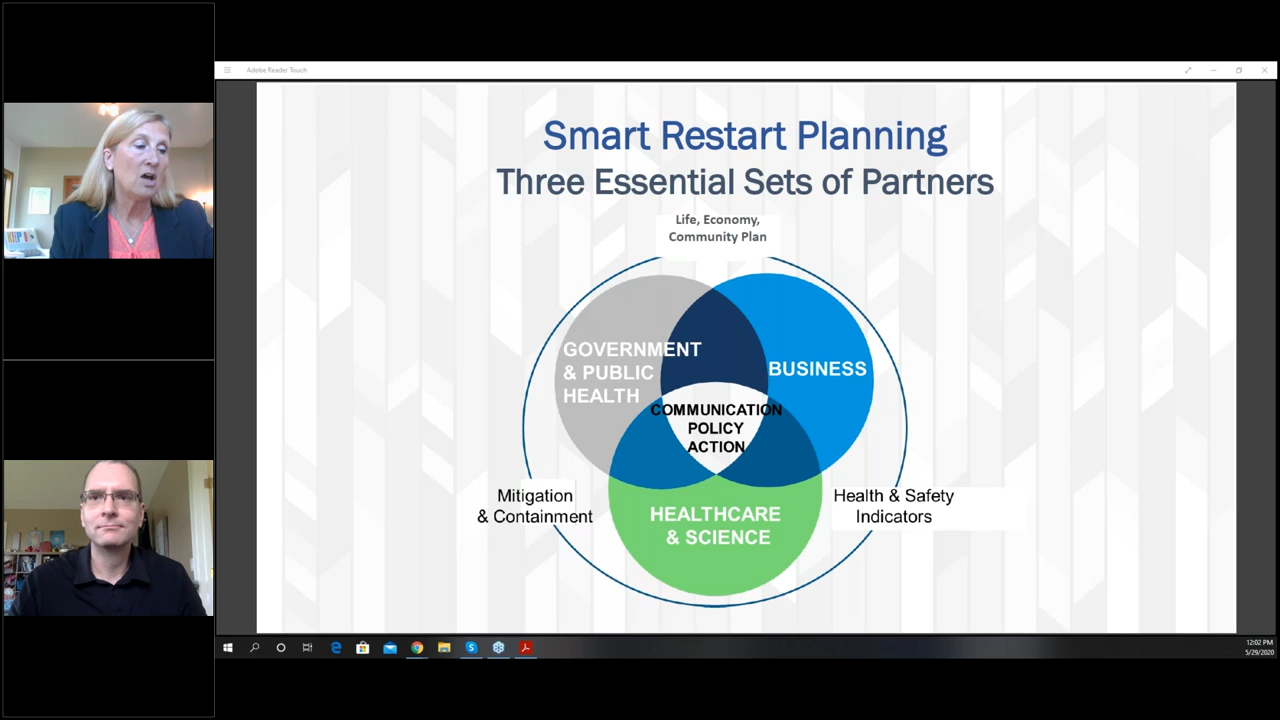 Adobe Reader Touch
Smart Restart Planning
Three Essential Sets of Partners
Life, Economy,
Community Plan
GOVERNMENT
& PUBLIC
HEALTH
BUSINESS
COMMUNICATION
POLICY
ACTION
Mitigation
& Containment
Health & Safety
Indicators
HEALTHCARE
& SCIENCE
12:02 PM
5/29/2020